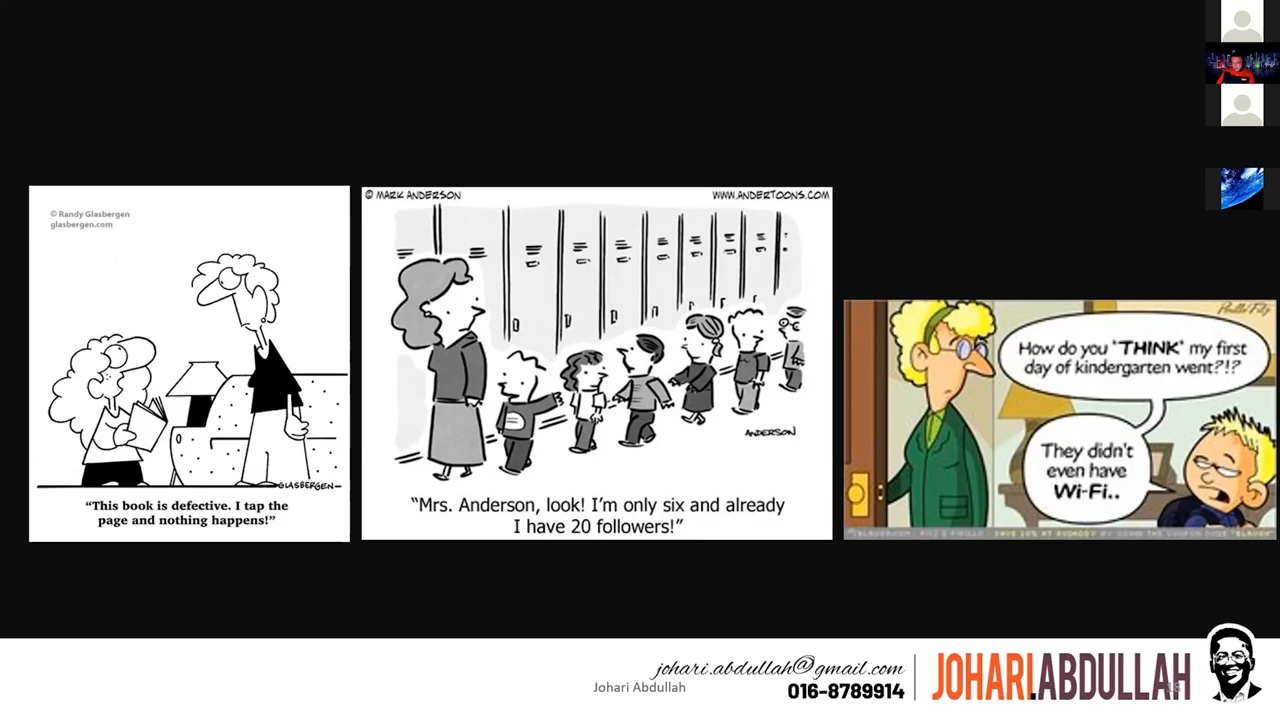 © Randy Glasbergen
glasbergen.com
GLASBERGEN
“This book is defective. I tap the
page and nothing happens!”
© MARK ANDERSON
WWW.ANDERTOONS.COM
ANDERSON
“Mrs. Anderson, look! I’m only six and already
I have 20 followers!”
How do you *THINK* my first
day of kindergarten went?!?
They didn't
even have
Wi-Fi..
johari.abdullah@gmail.com
Johari Abdullah
016-8789914
JOHARI.ABDULLAH